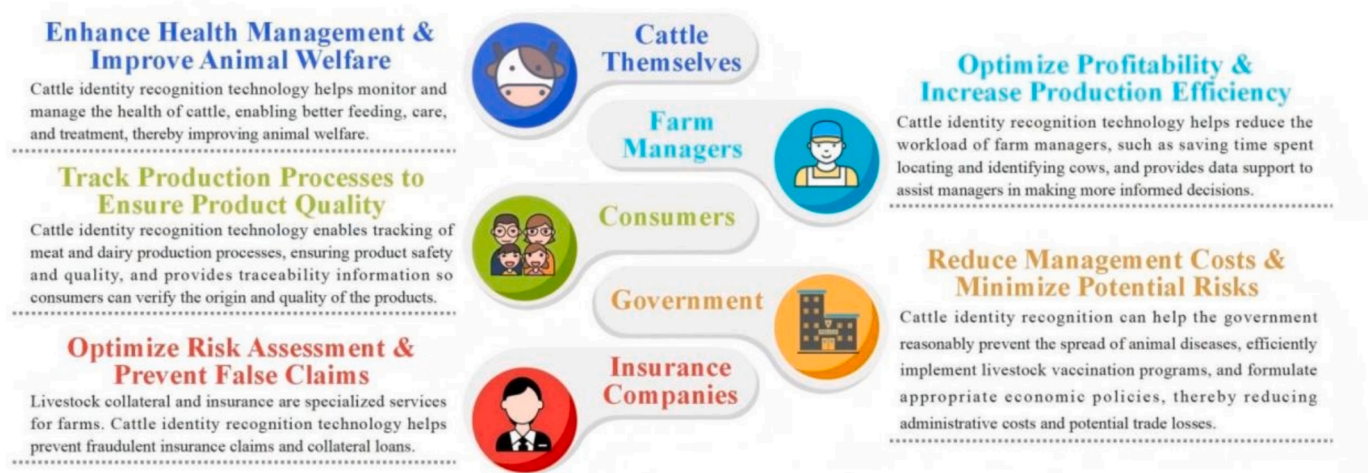 Enhance Health Management &
Improve Animal Welfare
Cattle identity recognition technology helps monitor and
manage the health of cattle, enabling better feeding, care,
and treatment, thereby improving animal welfare.
Cattle
Themselves
Optimize Profitability &
Increase Production Efficiency
Cattle identity recognition technology helps reduce the
workload of farm managers, such as saving time spent
locating and identifying cows, and provides data support to
assist managers in making more informed decisions.
Farm
Managers
Track Production Processes to
Ensure Product Quality
Cattle identity recognition technology enables tracking of
meat and dairy production processes, ensuring product safety
and quality, and provides traceability information so
consumers can verify the origin and quality of the products.
Consumers
Reduce Management Costs &
Minimize Potential Risks
Cattle identity recognition can help the government
reasonably prevent the spread of animal diseases, efficiently
implement livestock vaccination programs, and formulate
appropriate economic policies, thereby reducing
administrative costs and potential trade losses.
Government
Optimize Risk Assessment &
Prevent False Claims
Livestock collateral and insurance are specialized services
for farms. Cattle identity recognition technology helps
prevent fraudulent insurance claims and collateral loans.
Insurance
Companies